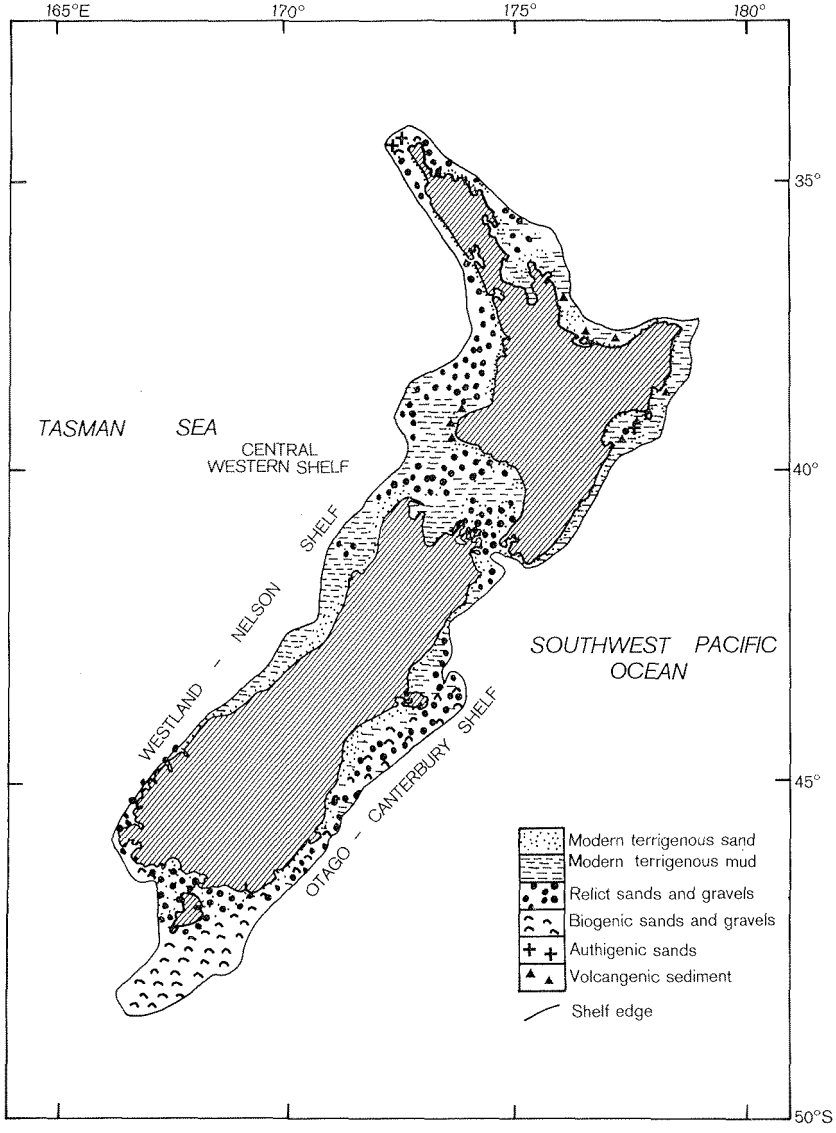 165°E 170° 175° 180°
35°
TASMAN SEA
CENTRAL
WESTERN SHELF
40°
WESTLAND - NELSON SHELF
SOUTHWEST PACIFIC
OCEAN
OTAGO - CANTERBURY SHELF
45°
Modern terrigenous sand
Modern terrigenous mud
Relict sands and gravels
Biogenic sands and gravels
Authigenic sands
Volcangenic sediment
Shelf edge
50°S